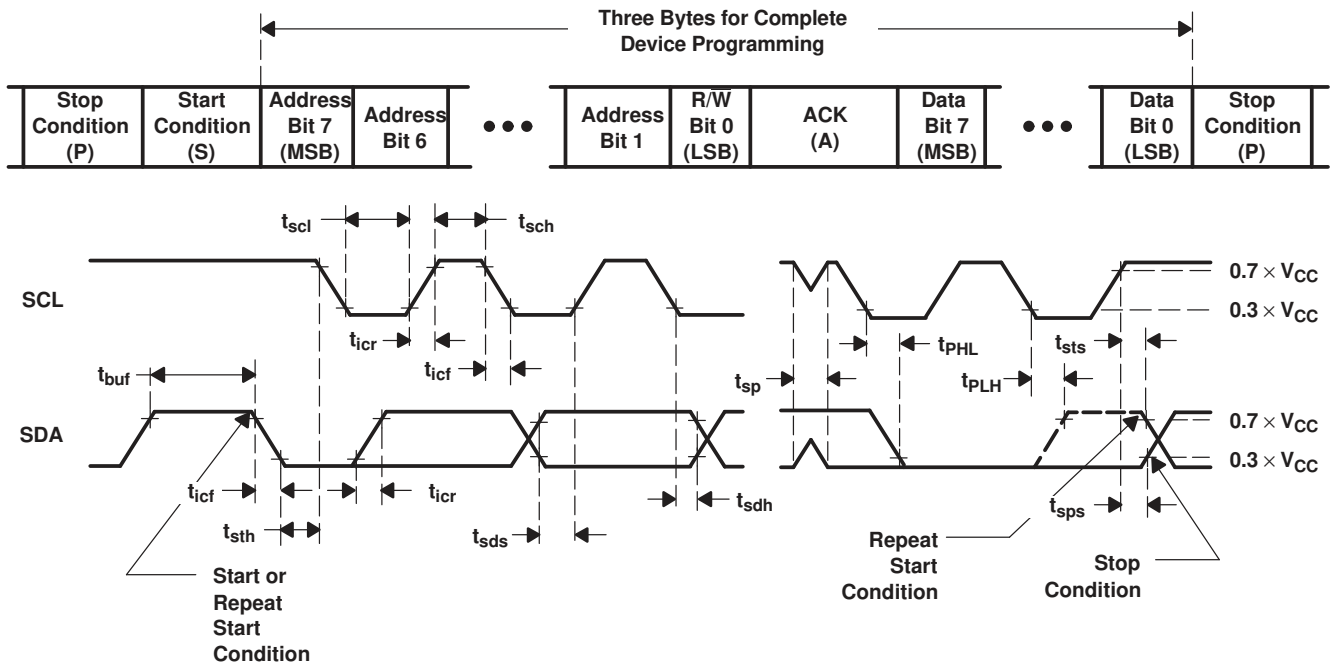 Three Bytes for Complete
Device Programming
Stop
Condition
(P)
Start
Condition
(S)
Address
Bit 7
(MSB)
Address
Bit 6
Address
Bit 1
R/W̅
Bit 0
(LSB)
ACK
(A)
Data
Bit 7
(MSB)
Data
Bit 0
(LSB)
Stop
Condition
(P)
tscl
tsch
SCL
0.7 × VCC
0.3 × VCC
ticr
ticf
tPHL
tsts
tbuf
tsp
tPLH
SDA
0.7 × VCC
0.3 × VCC
ticf
ticr
tsdh
tsth
tsds
tsps
Start or
Repeat
Start
Condition
Repeat
Start
Condition
Stop
Condition